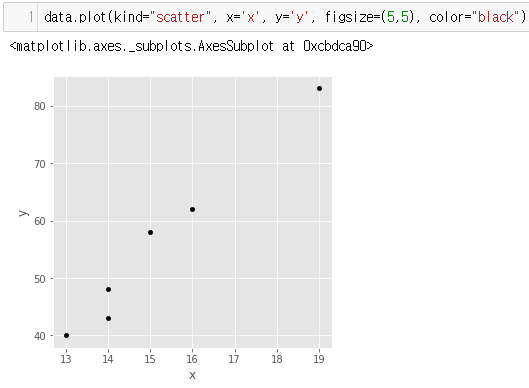 1 data.plot(kind="scatter", x='x', y='y', figsize=(5,5), color="black")
<matplotlib.axes._subplots.AxesSubplot at 0xcbdca90>
80
70
60
50
40
y
13 14 15 16 17 18 19
x